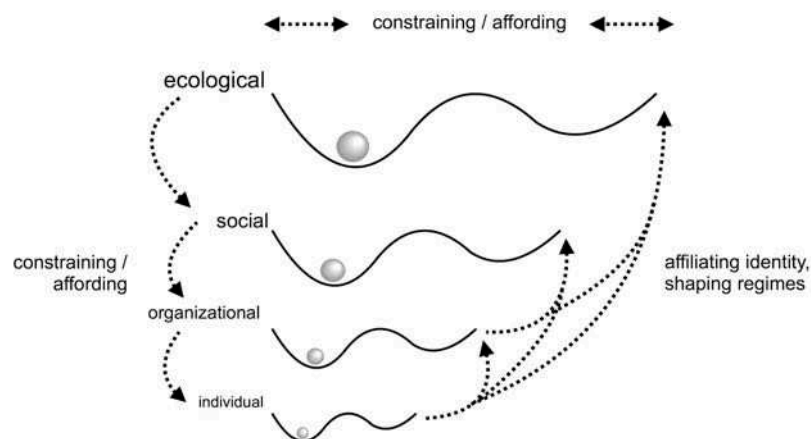 constraining / affording
ecological
social
constraining /
affording
affiliating identity,
shaping regimes
organizational
individual